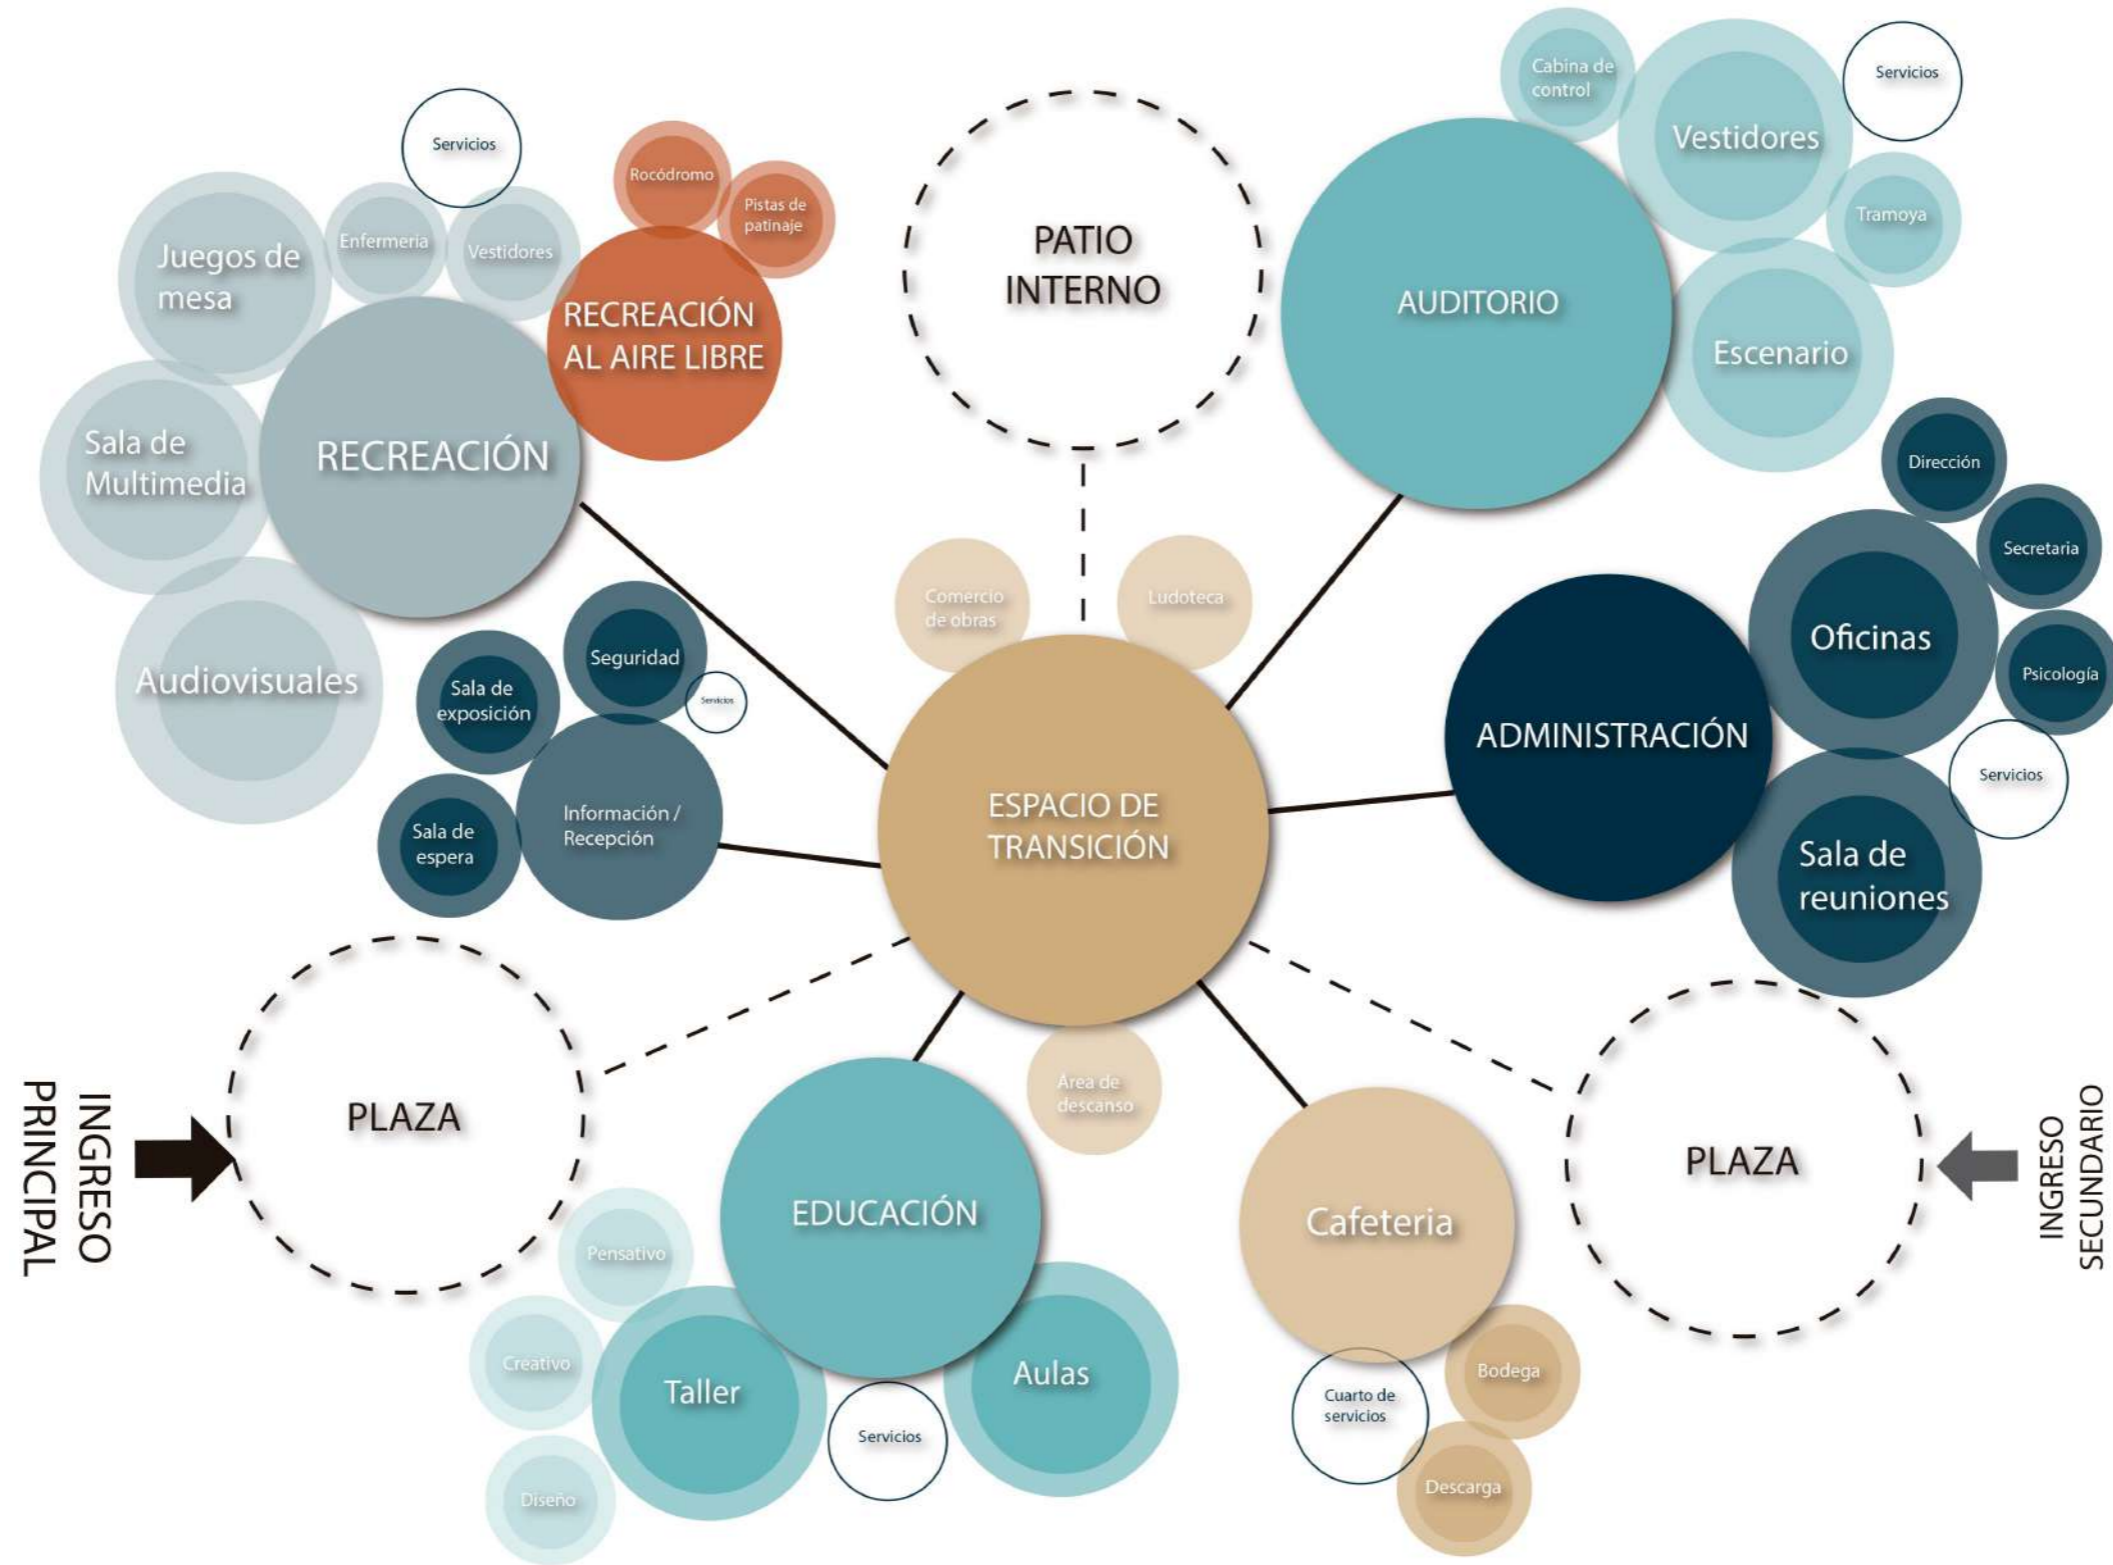 Servicios
Rocódromo
Pistas de
patinaje
Juegos de
mesa
Enfermeria
Vestidores
RECREACIÓN
AL AIRE LIBRE
Sala de
Multimedia
RECREACIÓN
Audiovisuales
PATIO
INTERNO
Cabina de
control
Vestidores
Servicios
Tramoya
AUDITORIO
Escenario
Dirección
Secretaria
Oficinas
Psicología
ADMINISTRACIÓN
Servicios
Sala de
reuniones
Comercio
de obras
Ludoteca
Seguridad
Sala de
exposición
Servicios
Información /
Recepción
Sala de
espera
ESPACIO DE
TRANSICIÓN
Area de
descanso
INGRESO
PRINCIPAL
PLAZA
EDUCACIÓN
Pensativo
Creativo
Taller
Diseño
Servicios
Aulas
Cafeteria
Bodega
Cuarto de
servicios
Descarga
PLAZA
INGRESO
SECUNDARIO